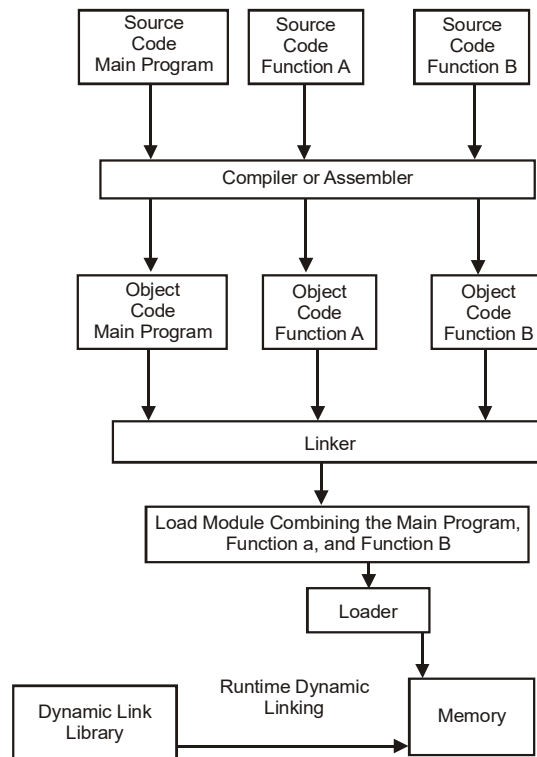 Source
Code
Main Program
Source
Code
Function A
Source
Code
Function B
Compiler or Assembler
Object
Code
Main Program
Object
Code
Function A
Object
Code
Function B
Linker
Load Module Combining the Main Program,
Function a, and Function B
Loader
Runtime Dynamic
Linking
Dynamic Link
Library
Memory